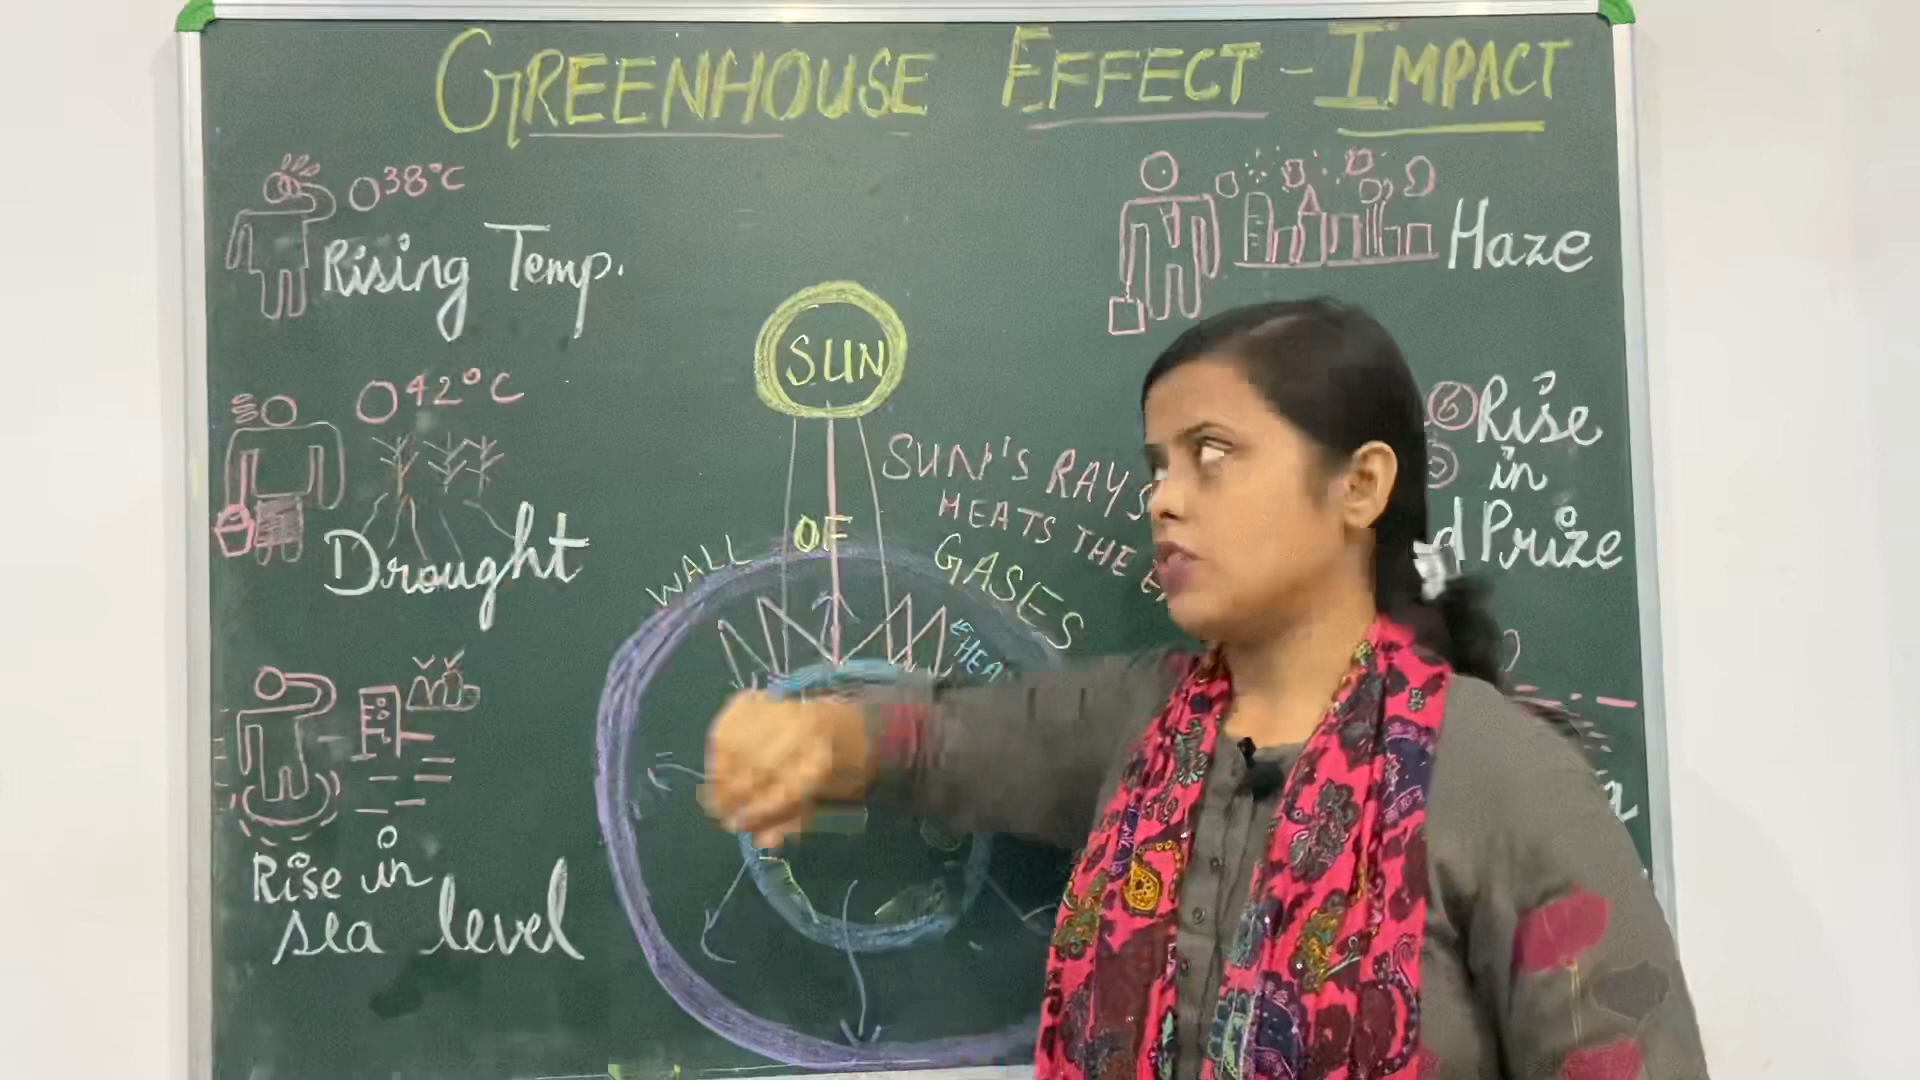 GREENHOUSE EFFECT - IMPACT
38°C
Rising Temp.
Haze
SUN
42°C
Drought
Rise
in
Prize
SUN'S RAYS
HEATS THE
WALL OF GASES
Rise in
sea level